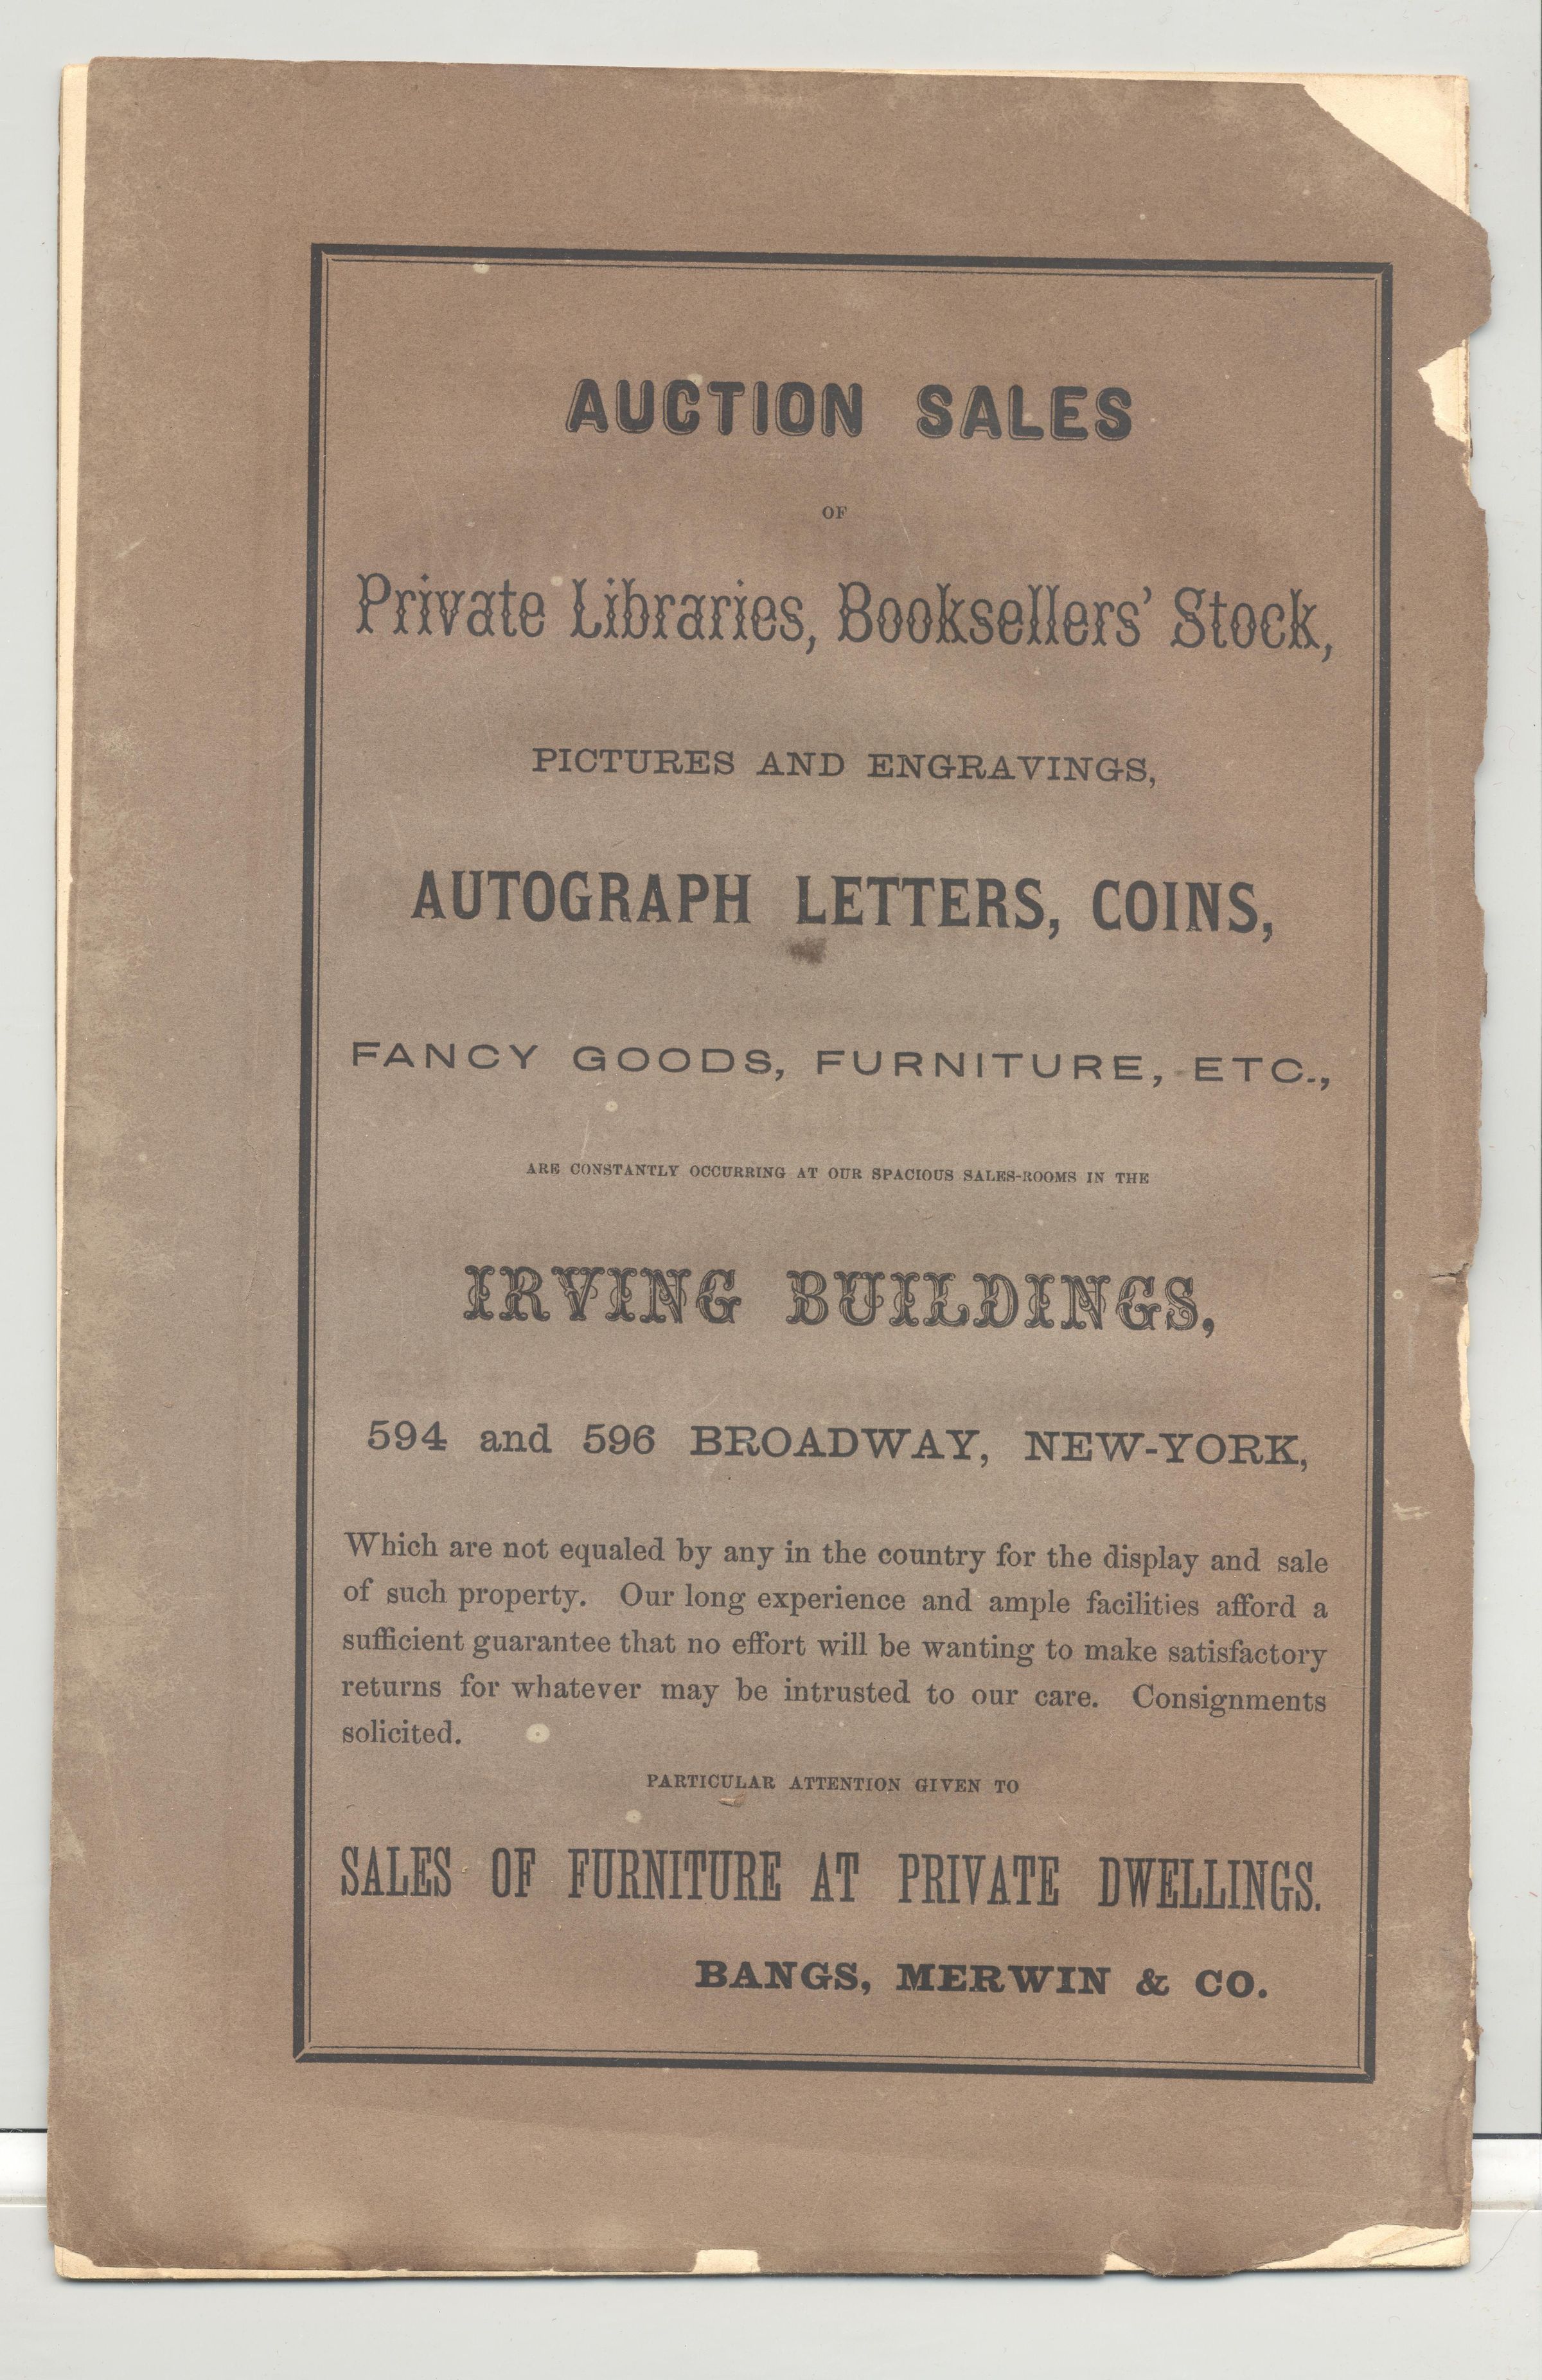 AUCTION SALES
OF
Private Libraries, Booksellers' Stock,
PICTURES AND ENGRAVINGS,
AUTOGRAPH LETTERS, COINS,
FANCY GOODS, FURNITURE, ETC.,
ARE CONSTANTLY OCCURRING AT OUR SPACIOUS SALES-ROOMS IN THE
IRVING BUILDINGS,
594 and 596 BROADWAY, NEW-YORK,
Which are not equaled by any in the country for the display and sale
of such property. Our long experience and ample facilities afford a
sufficient guarantee that no effort will be wanting to make satisfactory
returns for whatever may be intrusted to our care. Consignments
solicited.
PARTICULAR ATTENTION GIVEN TO
SALES OF FURNITURE AT PRIVATE DWELLINGS.
BANGS, MERWIN & CO.